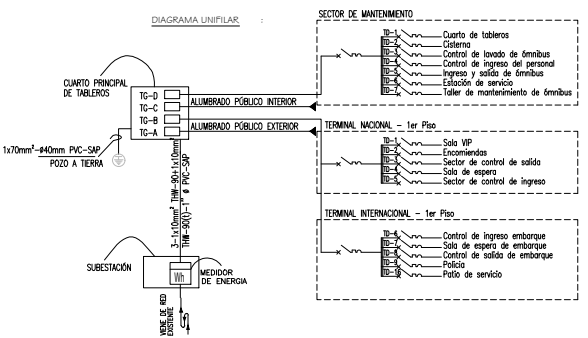 DIAGRAMA UNIFILAR :
SECTOR DE MANTENIMIENTO
TD-1 Cuarto de tableros
TD-2 Cisterna
TD-3 Control de lavado de ómnibus
TD-4 Control de ingreso del personal
TD-5 Ingreso y salida de ómnibus
TD-6 Estación de servicio
TD-7 Taller de mantenimiento de ómnibus
CUARTO PRINCIPAL
DE TABLEROS
TG-D
TG-C
TG-B
TG-A
ALUMBRADO PÚBLICO INTERIOR
ALUMBRADO PÚBLICO EXTERIOR
1x70mm²-ø40mm PVC-SAP
POZO A TIERRA
3-1x10mm² THW-90+1x10mm²
THW-90(t)-1" ø PVC-SAP
TERMINAL NACIONAL - 1er Piso
TD-1 Sala VIP
TD-2 Encomiendas
TD-3 Sector de control de salida
TD-4 Sala de espera
TD-5 Sector de control de ingreso
TERMINAL INTERNACIONAL - 1er Piso
TD-6 Control de ingreso embarque
TD-7 Sala de espera de embarque
TD-8 Control de salida de embarque
TD-9 Policia
TD-16 Patio de servicio
SUBESTACIÓN
Wh
MEDIDOR
DE ENERGIA
VIENE DE RED
EXISTENTE